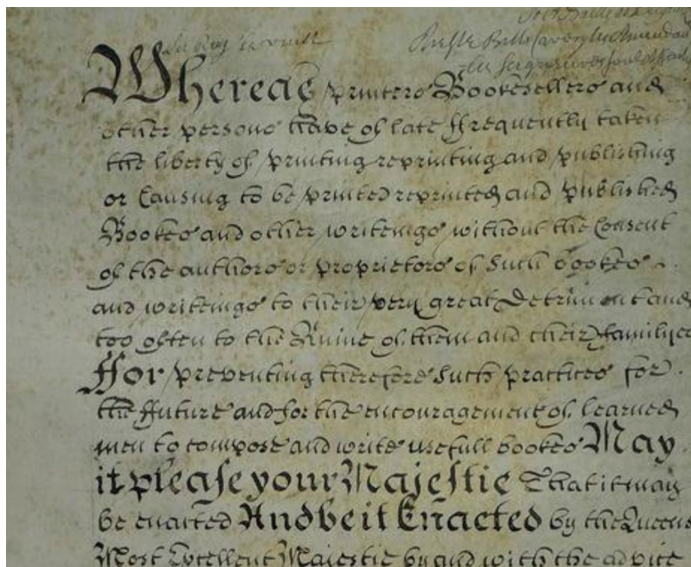 Whereas printers Booksellers and
other persons have of late ffrequently taken
the liberty of printing reprinting and publishing
or Causing to be printed reprinted and published
Bookes and other writeings without the Consent
of the authors or proprietors of Such bookes
and writeings to their very great Detriment and
too often to the Ruine of them and their familyes
ffor preventing therefore Such practices for
the ffuture and for the encouragement of learned
men to compose and write usefull bookes May
it please your Majestie That it may
be enacted And be it Enacted by the Queens
Most Excellent Majestie by and with the advice